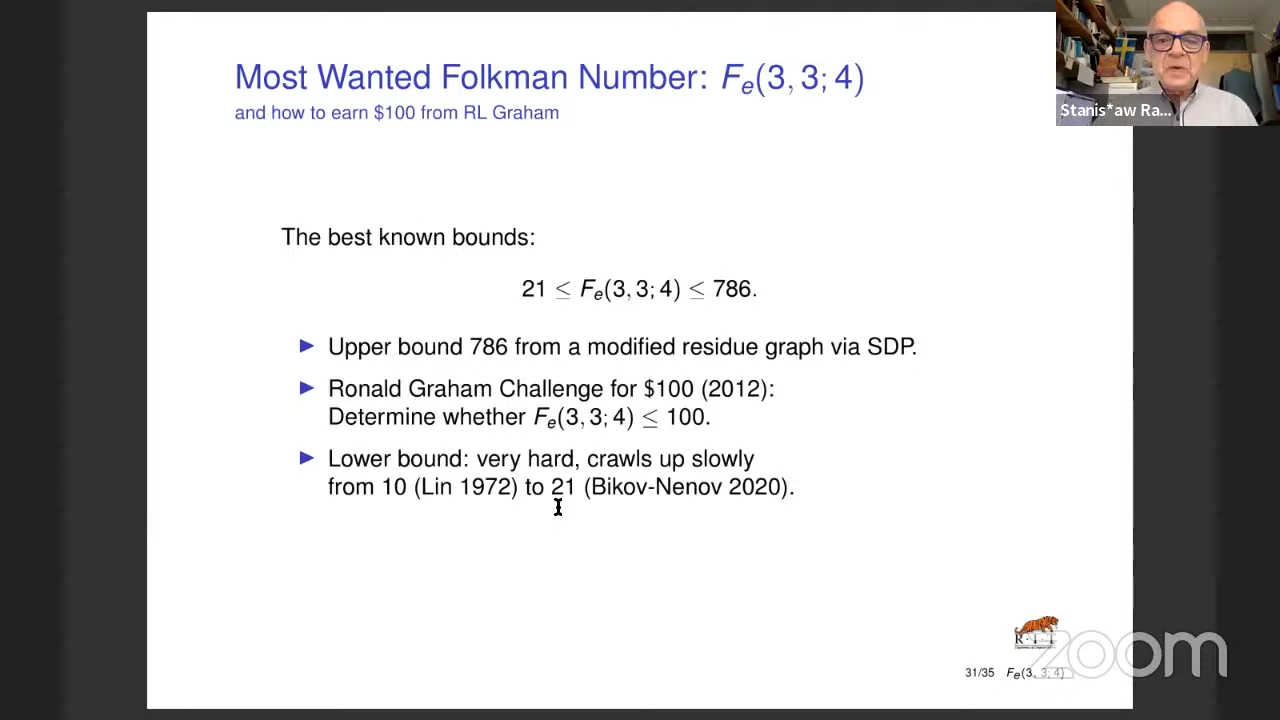 Most Wanted Folkman Number: Fₑ(3, 3; 4)
and how to earn $100 from RL Graham
Stanis*aw Ra...
The best known bounds:
21 ≤ Fₑ(3, 3; 4) ≤ 786.
Upper bound 786 from a modified residue graph via SDP.
Ronald Graham Challenge for $100 (2012):
Determine whether Fₑ(3, 3; 4) ≤ 100.
Lower bound: very hard, crawls up slowly
from 10 (Lin 1972) to 21 (Bikov-Nenov 2020).
R·I·T
zoom
31/35 Fₑ(3, 3; 4)